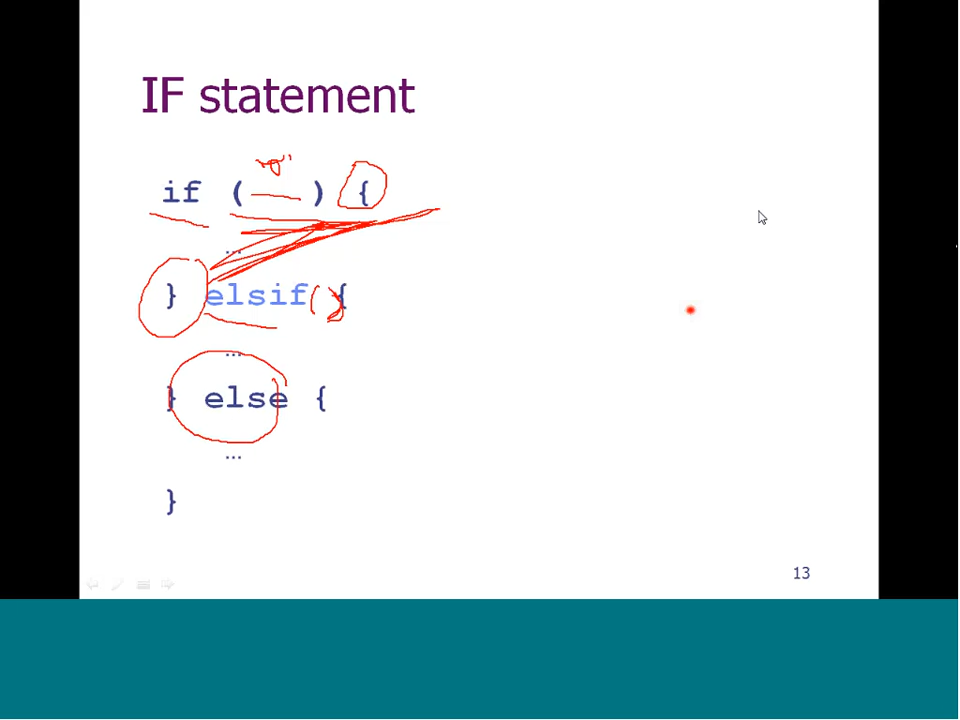 IF statement
if ( ) {
…
} elsif () {
…
} else {
…
}
13